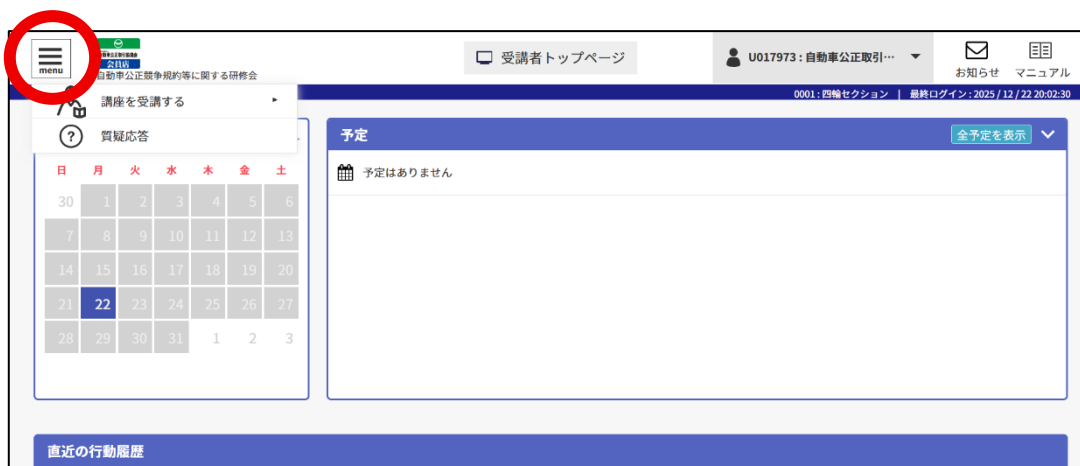 menu
会員店
自動車公正競争規約等に関する研修会
受講者トップページ
U017973 : 自動車公正取引…
お知らせ
マニュアル
0001 : 四輪セクション | 最終ログイン : 2025 / 12 / 22 20:02:30
講座を受講する
質疑応答
予定
全予定を表示
予定はありません
日 月 火 水 木 金 土
30 1 2 3 4 5 6
7 8 9 10 11 12 13
14 15 16 17 18 19 20
21 22 23 24 25 26 27
28 29 30 31 1 2 3
直近の行動履歴